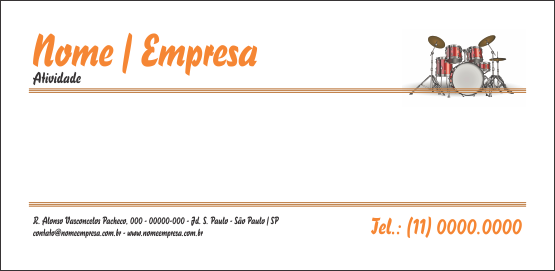 Nome | Empresa
Atividade
R. Alonso Vasconcelos Pacheco, 000 - 00000-000 - Jd. S. Paulo - São Paulo | SP
contato@nomeempresa.com.br - www.nomeempresa.com.br
Tel.: (11) 0000.0000